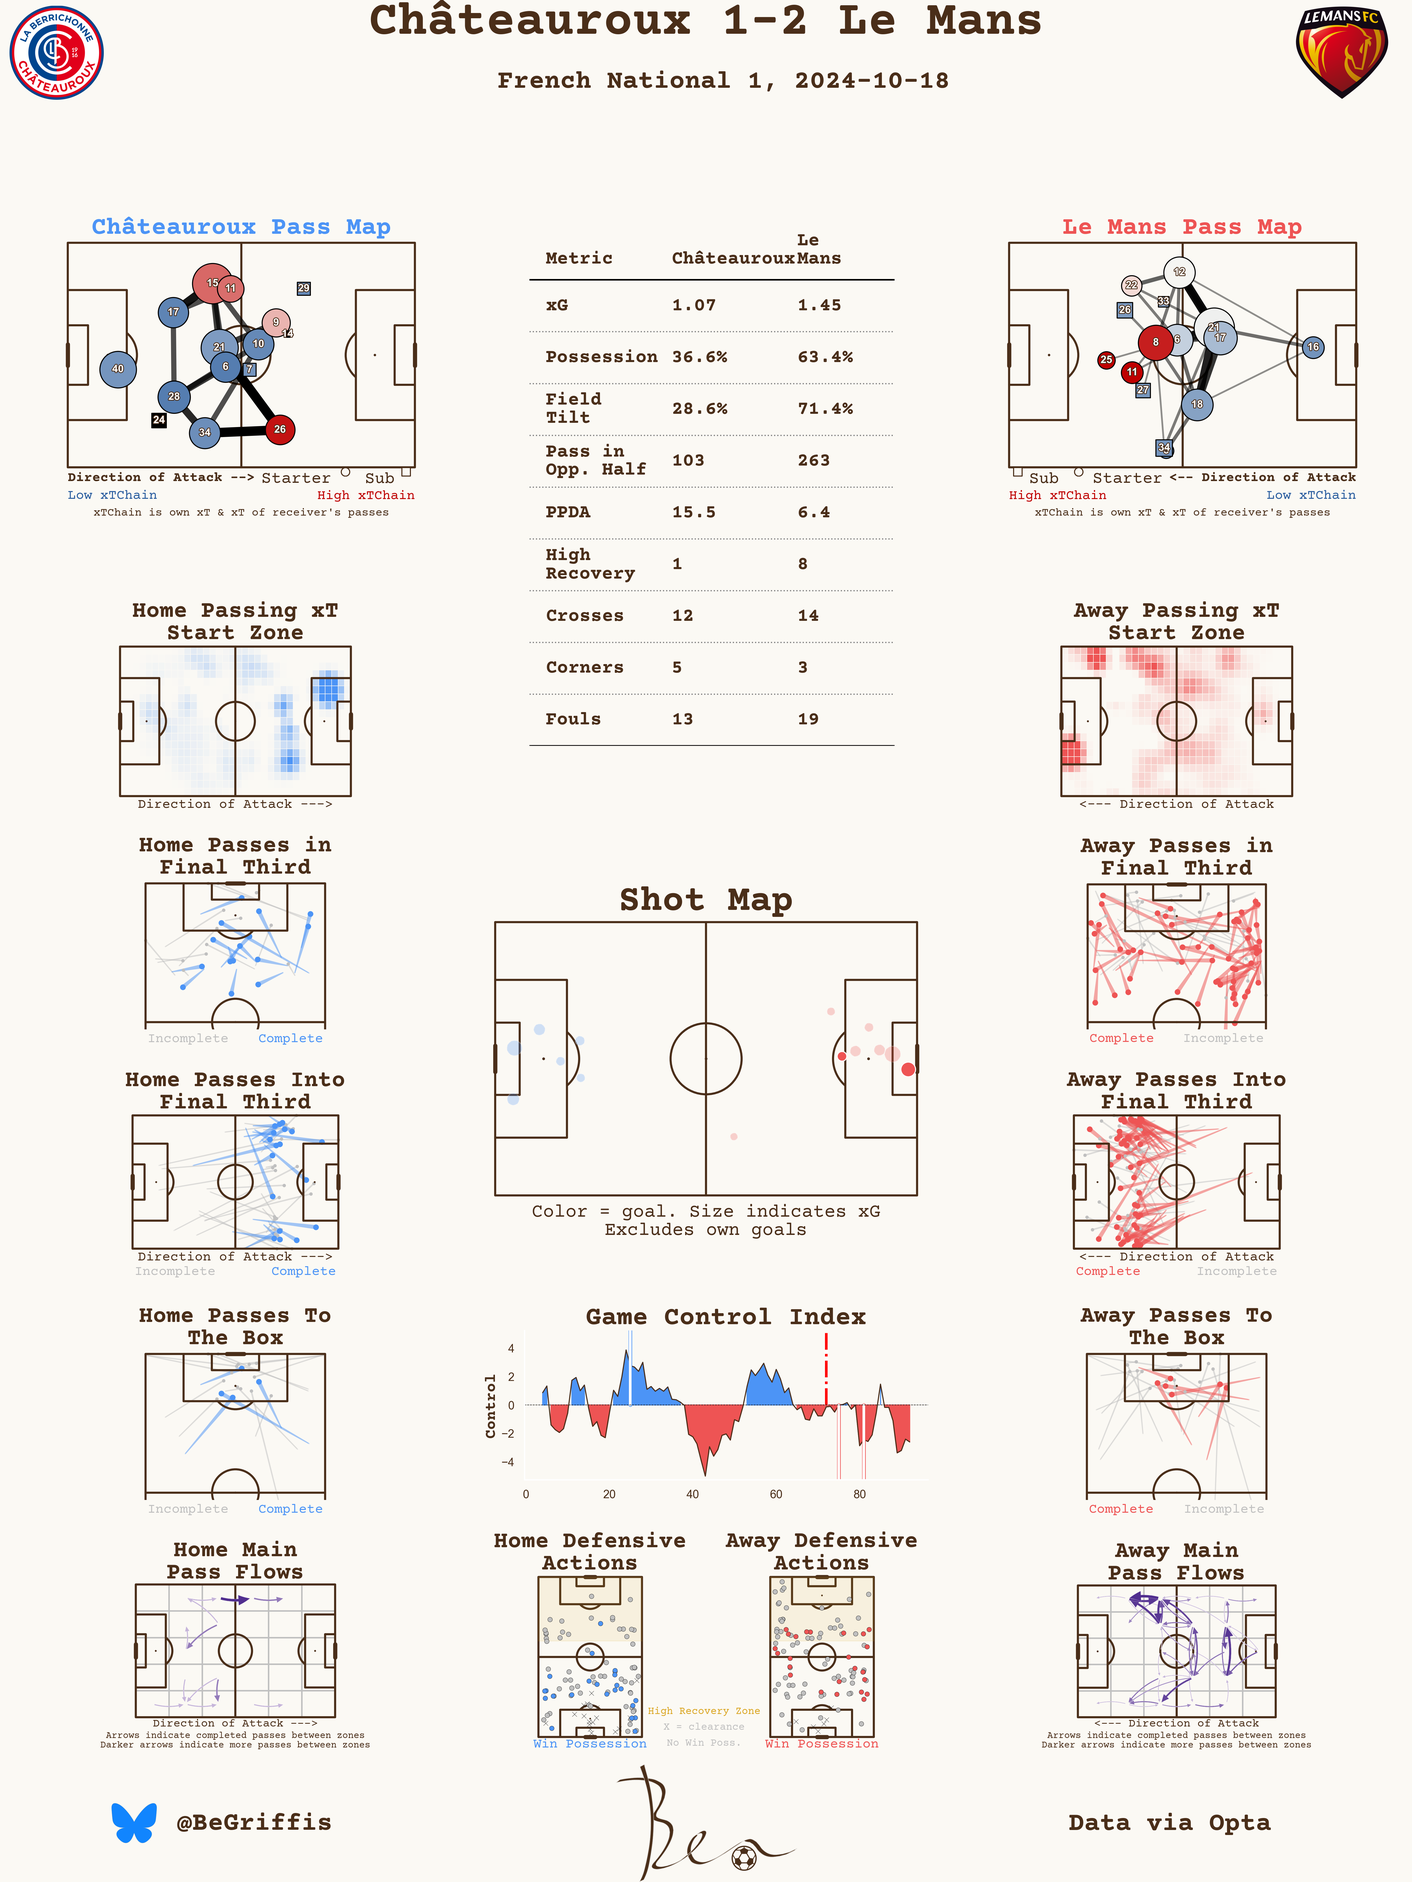 Châteauroux 1-2 Le Mans
French National 1, 2024-10-18
LA BERRICHONNE
CHÂTEAUROUX
LEMANS FC
Châteauroux Pass Map
15
11
29
17
9
14
21
10
6
7
40
28
24
34
26
Direction of Attack --> Starter Sub
Low xTChain High xTChain
xTChain is own xT & xT of receiver's passes
Metric Châteauroux Le Mans
xG 1.07 1.45
Possession 36.6% 63.4%
Field Tilt 28.6% 71.4%
Pass in Opp. Half 103 263
PPDA 15.5 6.4
High Recovery 1 8
Crosses 12 14
Corners 5 3
Fouls 13 19
Le Mans Pass Map
12
22
33
26
21
17
8
6
16
25
11
27
18
34
Sub Starter <-- Direction of Attack
High xTChain Low xTChain
xTChain is own xT & xT of receiver's passes
Home Passing xT
Start Zone
Direction of Attack --->
Away Passing xT
Start Zone
<--- Direction of Attack
Home Passes in
Final Third
Incomplete Complete
Away Passes in
Final Third
Complete Incomplete
Shot Map
Color = goal. Size indicates xG
Excludes own goals
Home Passes Into
Final Third
Direction of Attack --->
Incomplete Complete
Away Passes Into
Final Third
<--- Direction of Attack
Complete Incomplete
Home Passes To
The Box
Incomplete Complete
Game Control Index
Control
4
2
0
−2
−4
0 20 40 60 80
Away Passes To
The Box
Complete Incomplete
Home Main
Pass Flows
Direction of Attack --->
Arrows indicate completed passes between zones
Darker arrows indicate more passes between zones
Home Defensive
Actions
Win Possession
High Recovery Zone
X = clearance
No Win Poss.
Away Defensive
Actions
Win Possession
Away Main
Pass Flows
<--- Direction of Attack
Arrows indicate completed passes between zones
Darker arrows indicate more passes between zones
@BeGriffis
Ben
Data via Opta